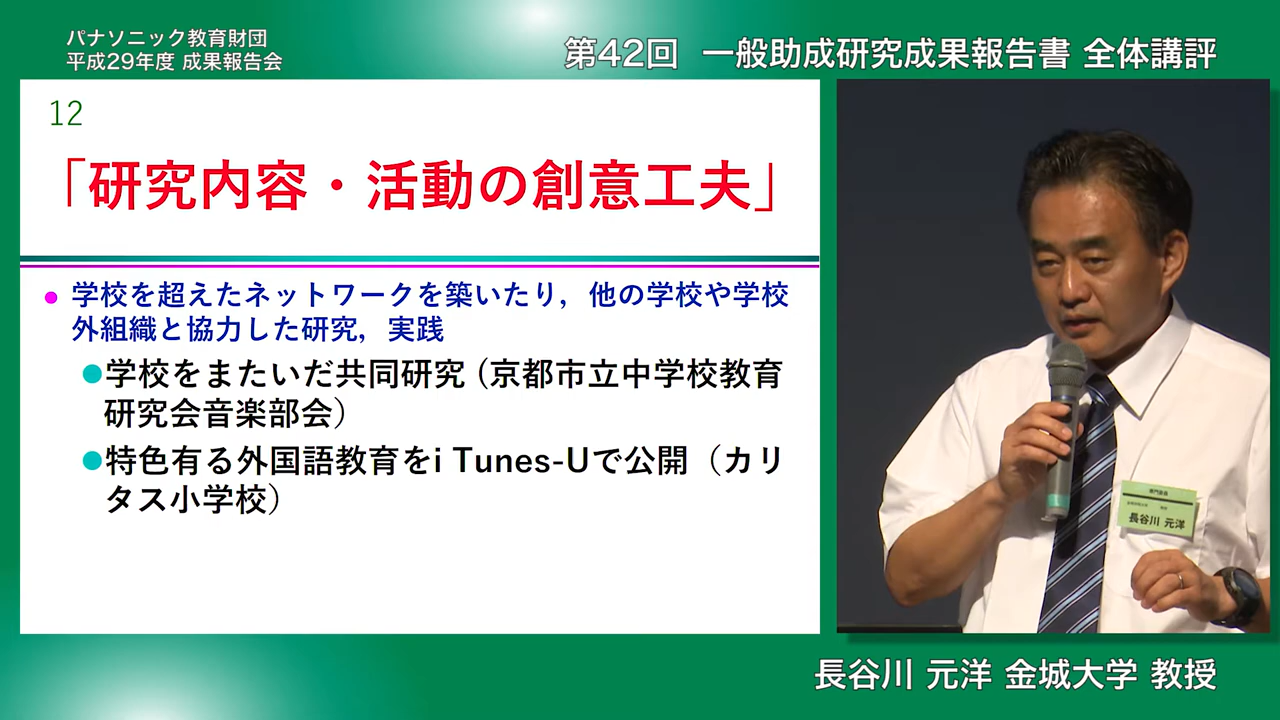 パナソニック教育財団
平成29年度 成果報告会
第42回 一般助成研究成果報告書 全体講評
12
「研究内容・活動の創意工夫」
学校を超えたネットワークを築いたり，他の学校や学校
外組織と協力した研究，実践
学校をまたいだ共同研究（京都市立中学校教育
研究会音楽部会）
特色有る外国語教育をi Tunes-Uで公開（カリ
タス小学校）
専門委員
長谷川 元洋
長谷川 元洋 金城大学 教授